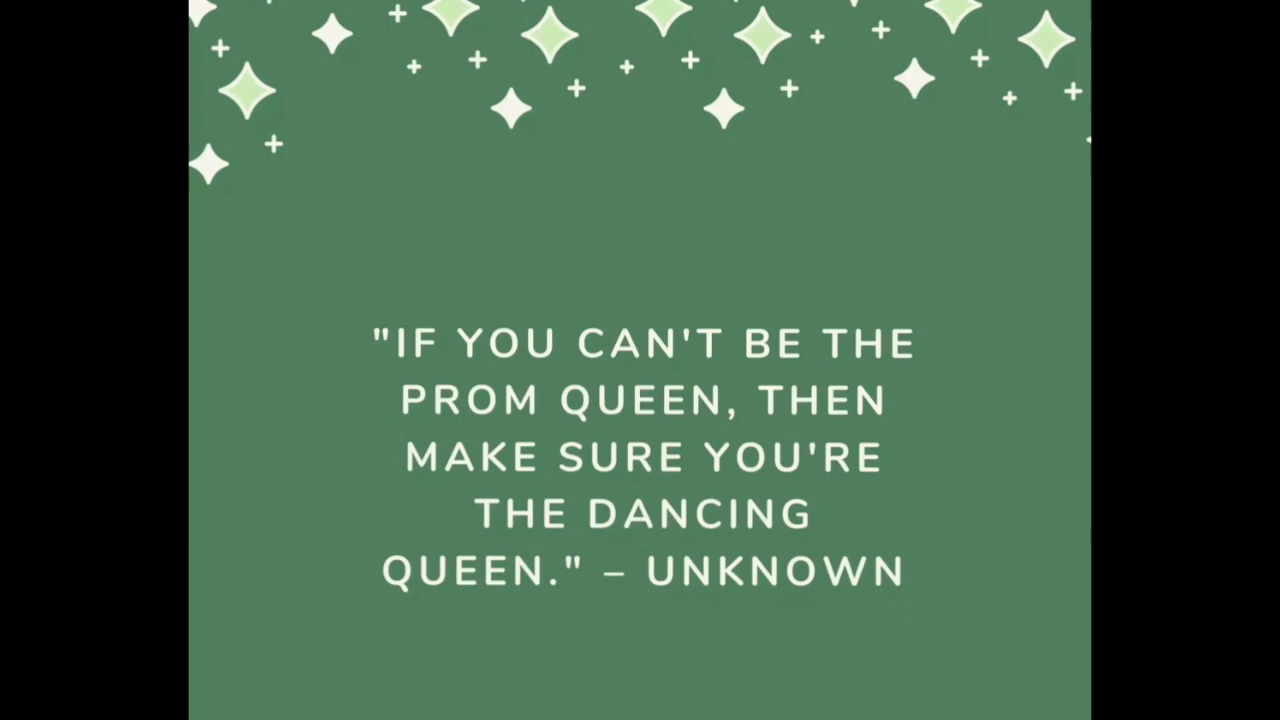 "IF YOU CAN'T BE THE
PROM QUEEN, THEN
MAKE SURE YOU'RE
THE DANCING
QUEEN." – UNKNOWN